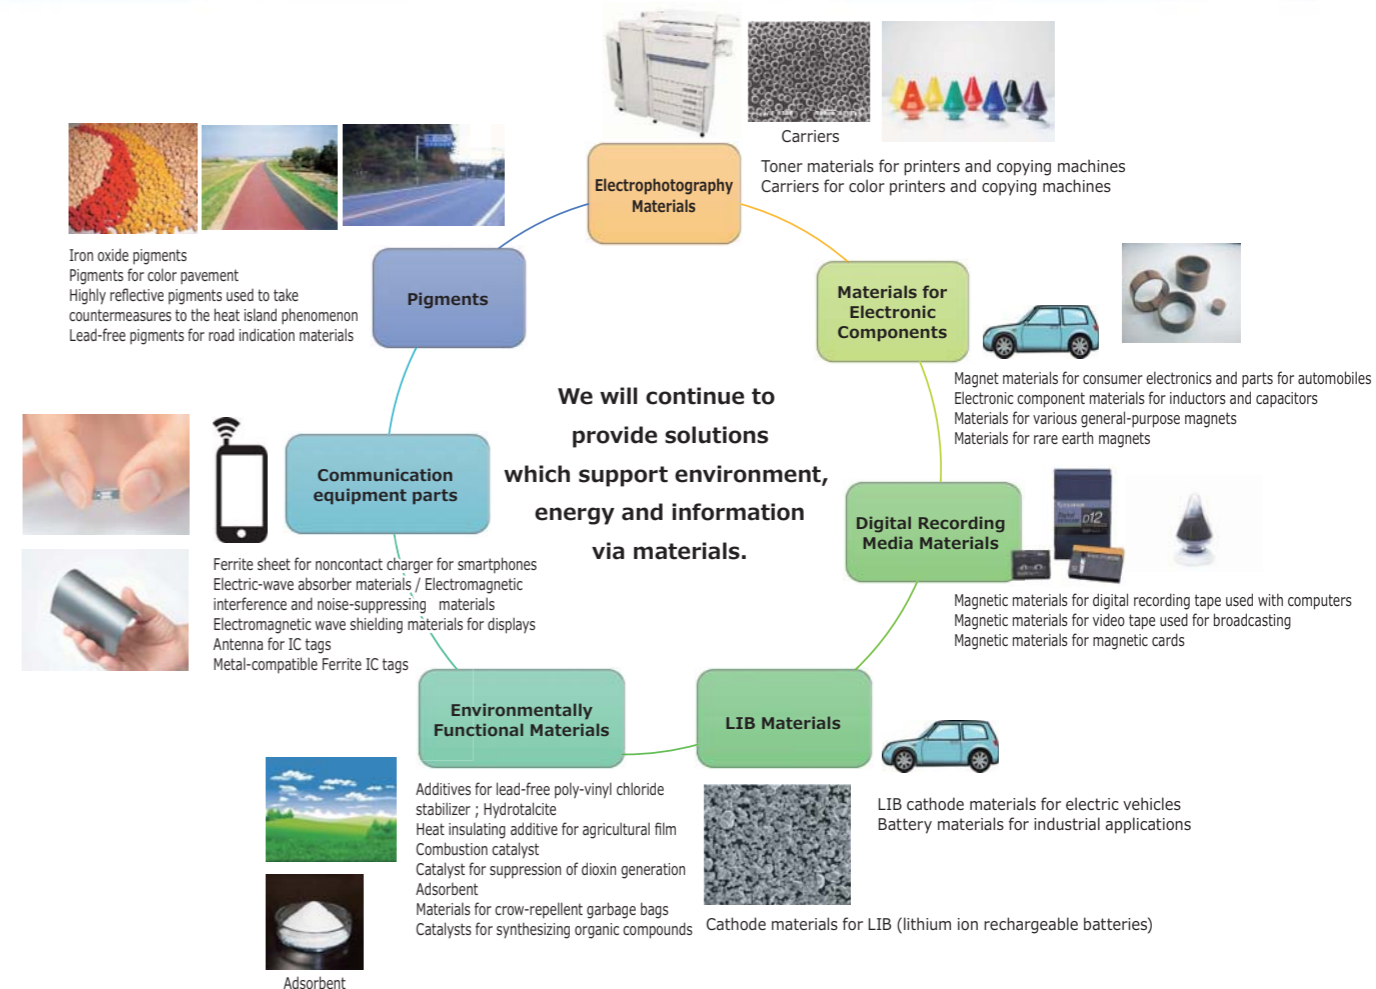 Carriers
Electrophotography
Materials
Toner materials for printers and copying machines
Carriers for color printers and copying machines
Iron oxide pigments
Pigments for color pavement
Highly reflective pigments used to take
countermeasures to the heat island phenomenon
Lead-free pigments for road indication materials
Pigments
Materials for
Electronic
Components
Magnet materials for consumer electronics and parts for automobiles
Electronic component materials for inductors and capacitors
Materials for various general-purpose magnets
Materials for rare earth magnets
We will continue to
provide solutions
which support environment,
energy and information
via materials.
Communication
equipment parts
Ferrite sheet for noncontact charger for smartphones
Electric-wave absorber materials / Electromagnetic
interference and noise-suppressing materials
Electromagnetic wave shielding materials for displays
Antenna for IC tags
Metal-compatible Ferrite IC tags
Digital Recording
Media Materials
D12
Magnetic materials for digital recording tape used with computers
Magnetic materials for video tape used for broadcasting
Magnetic materials for magnetic cards
Environmentally
Functional Materials
Additives for lead-free poly-vinyl chloride
stabilizer ; Hydrotalcite
Heat insulating additive for agricultural film
Combustion catalyst
Catalyst for suppression of dioxin generation
Adsorbent
Materials for crow-repellent garbage bags
Catalysts for synthesizing organic compounds
Adsorbent
LIB Materials
LIB cathode materials for electric vehicles
Battery materials for industrial applications
Cathode materials for LIB (lithium ion rechargeable batteries)